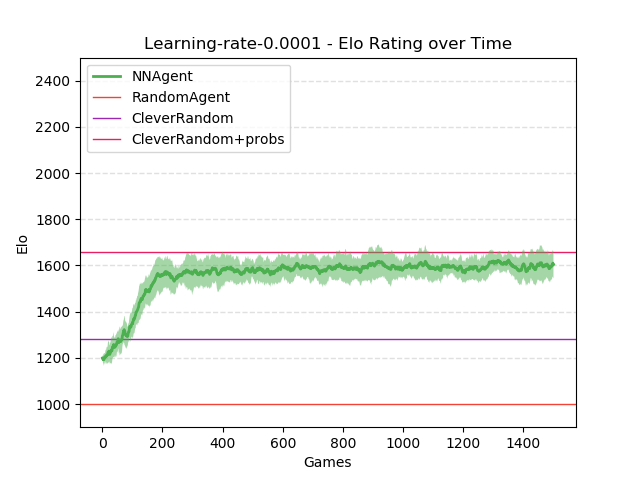 Learning-rate-0.0001 - Elo Rating over Time
NNAgent
RandomAgent
CleverRandom
CleverRandom+probs
2400
2200
2000
1800
1600
1400
1200
1000
Elo
0 200 400 600 800 1000 1200 1400
Games